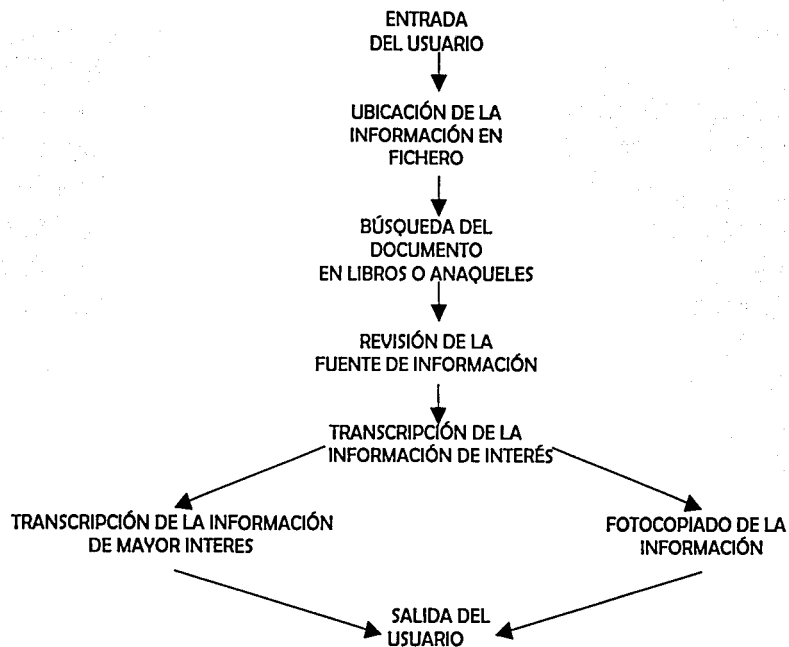 ENTRADA
DEL USUARIO
UBICACIÓN DE LA
INFORMACIÓN EN
FICHERO
BÚSQUEDA DEL
DOCUMENTO
EN LIBROS O ANAQUELES
REVISIÓN DE LA
FUENTE DE INFORMACIÓN
TRANSCRIPCIÓN DE LA
INFORMACIÓN DE INTERÉS
TRANSCRIPCIÓN DE LA INFORMACIÓN
DE MAYOR INTERES
FOTOCOPIADO DE LA
INFORMACIÓN
SALIDA DEL
USUARIO